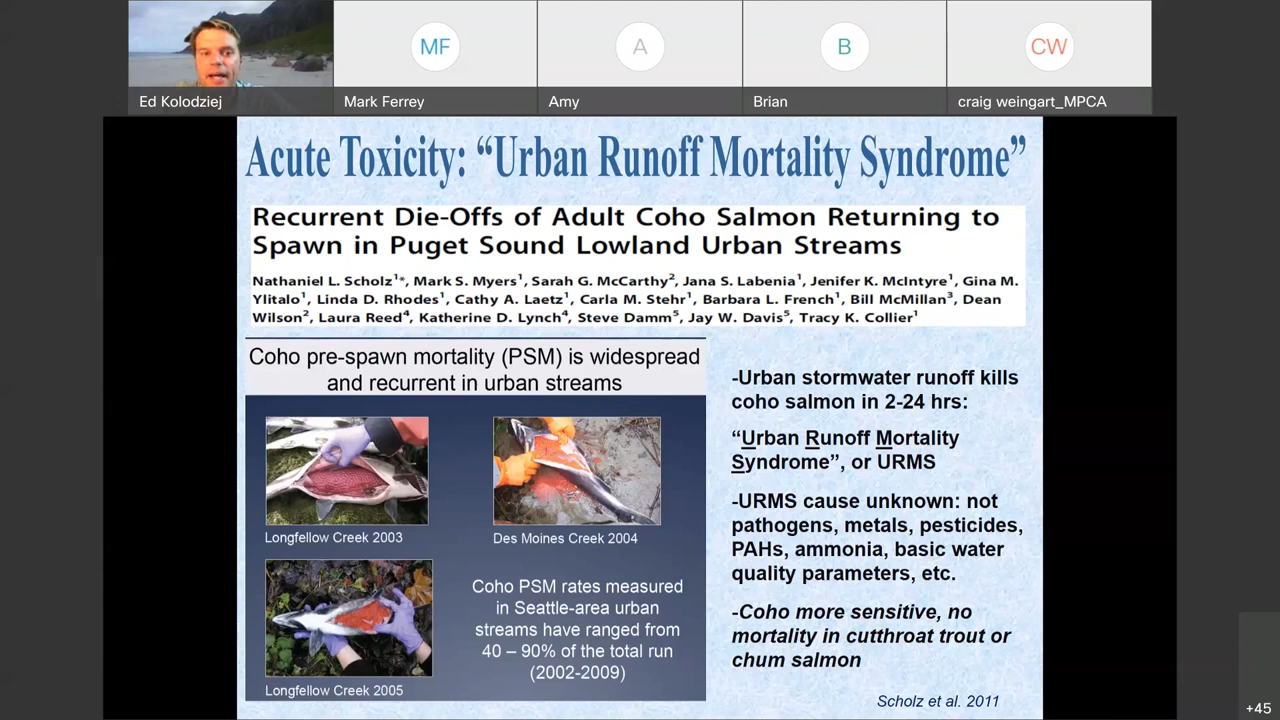 MF
A
B
CW
Ed Kolodziej
Mark Ferrey
Amy
Brian
craig weingart_MPCA
Acute Toxicity: “Urban Runoff Mortality Syndrome”
Recurrent Die-Offs of Adult Coho Salmon Returning to
Spawn in Puget Sound Lowland Urban Streams
Nathaniel L. Scholz¹*, Mark S. Myers¹, Sarah G. McCarthy², Jana S. Labenia¹, Jenifer K. McIntyre¹, Gina M.
Ylitalo¹, Linda D. Rhodes¹, Cathy A. Laetz¹, Carla M. Stehr¹, Barbara L. French¹, Bill McMillan³, Dean
Wilson², Laura Reed⁴, Katherine D. Lynch⁴, Steve Damm⁵, Jay W. Davis⁵, Tracy K. Collier¹
Coho pre-spawn mortality (PSM) is widespread
and recurrent in urban streams
Longfellow Creek 2003
Des Moines Creek 2004
Longfellow Creek 2005
Coho PSM rates measured
in Seattle-area urban
streams have ranged from
40 – 90% of the total run
(2002-2009)
-Urban stormwater runoff kills
coho salmon in 2-24 hrs:
“Urban Runoff Mortality
Syndrome”, or URMS
-URMS cause unknown: not
pathogens, metals, pesticides,
PAHs, ammonia, basic water
quality parameters, etc.
-Coho more sensitive, no
mortality in cutthroat trout or
chum salmon
Scholz et al. 2011
+45